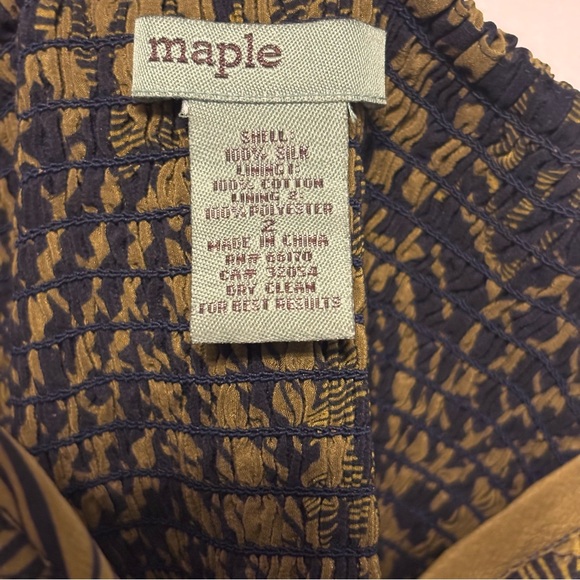 maple
SHELL:
100% SILK
LINING 1:
100% COTTON
LINING 2:
100% POLYESTER
2
MADE IN CHINA
RN# 66170
CA# 32054
DRY CLEAN
FOR BEST RESULTS